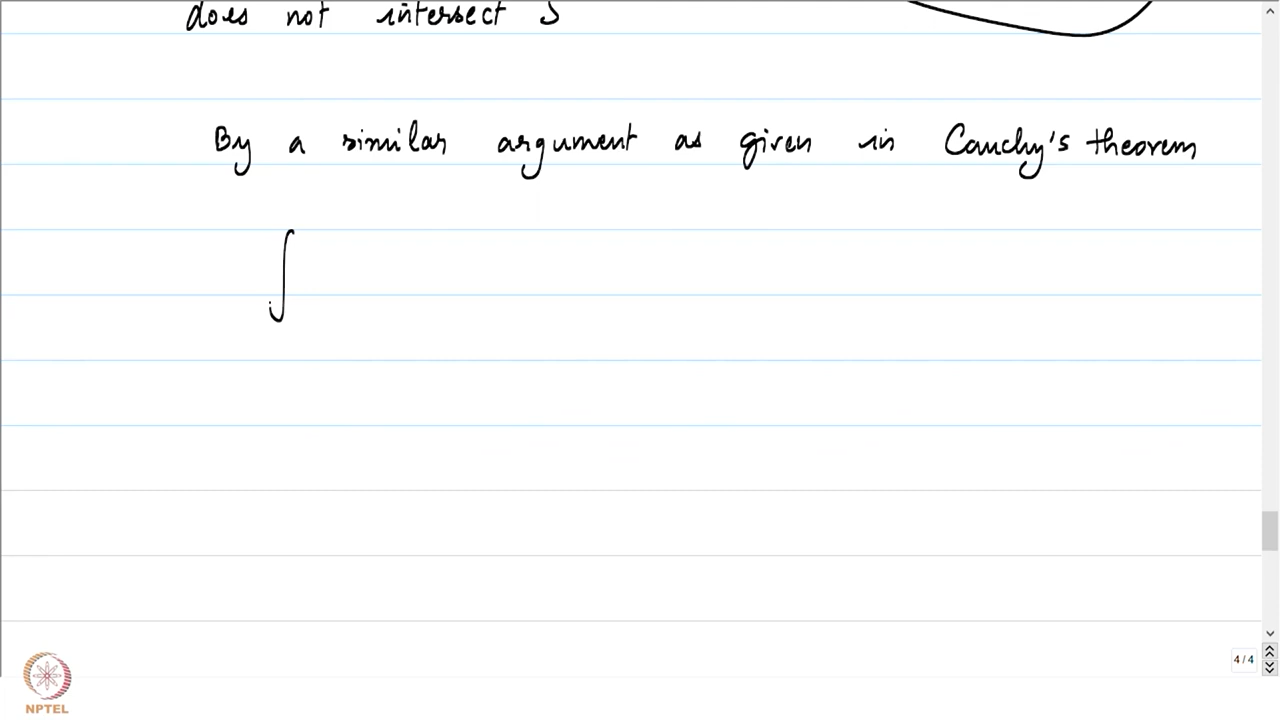 does not intersect S
By a similar argument as given in Cauchy's theorem
∫
4 / 4
NPTEL